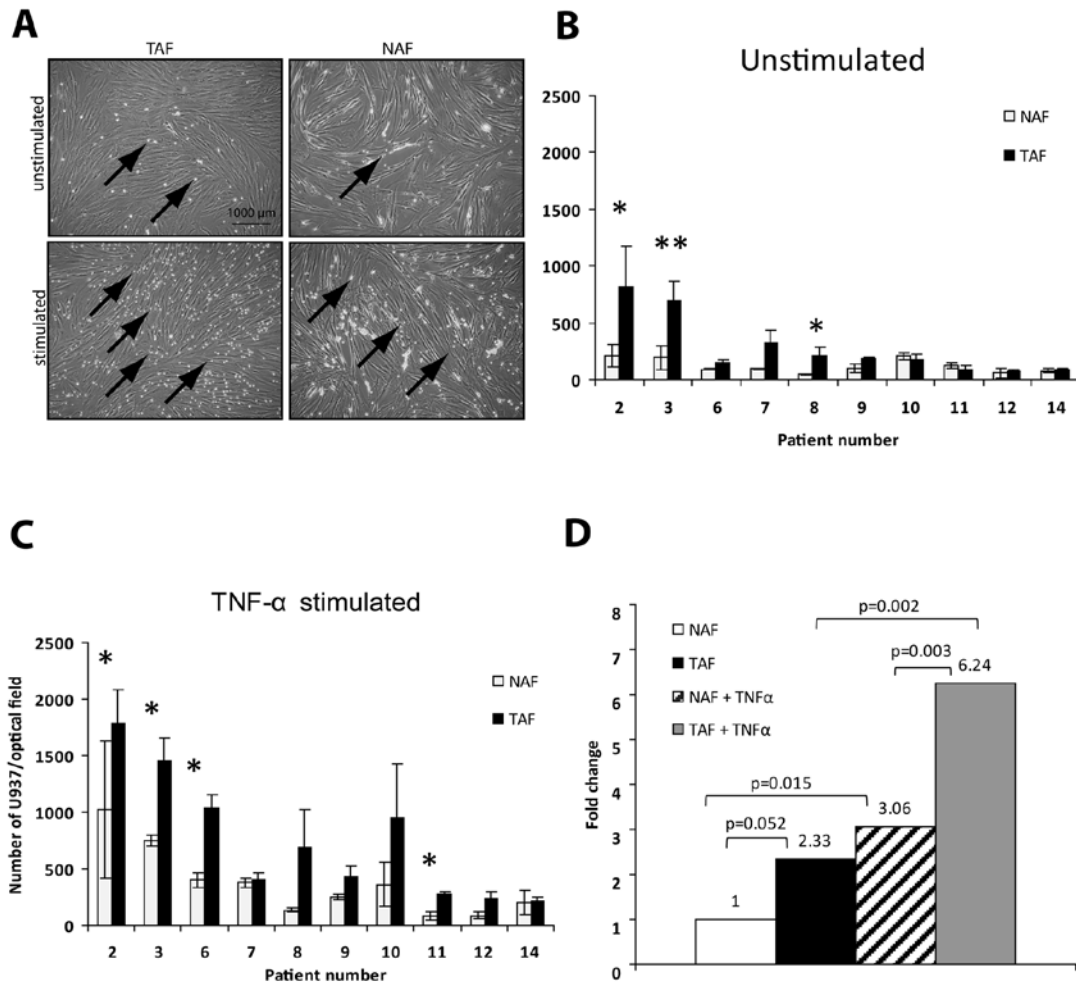 A
TAF NAF
unstimulated
1000 µm
stimulated
B
Unstimulated
2500
2000
1500
1000
500
0
NAF
TAF
*
**
*
2 3 6 7 8 9 10 11 12 14
Patient number
C
TNF-α stimulated
Number of U937/optical field
2500
2000
1500
1000
500
0
NAF
TAF
*
*
*
*
2 3 6 7 8 9 10 11 12 14
Patient number
D
Fold change
8
7
6
5
4
3
2
1
0
NAF
TAF
NAF + TNFα
TAF + TNFα
p=0.002
p=0.003
6.24
p=0.015
3.06
p=0.052
2.33
1